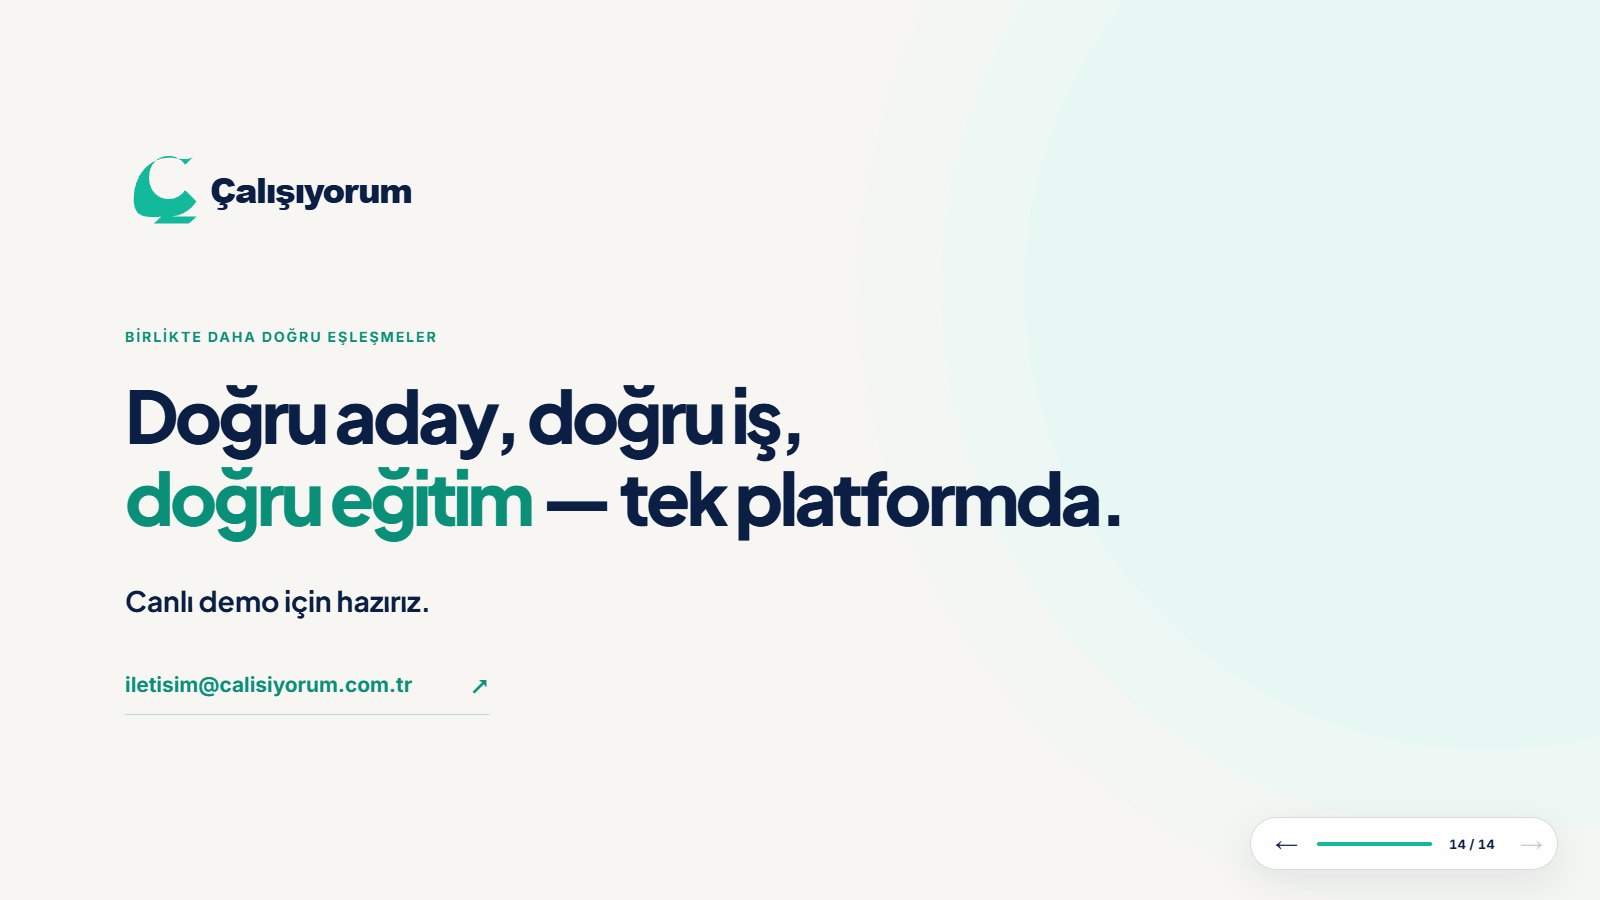 Çalışıyorum
BİRLİKTE DAHA DOĞRU EŞLEŞMELER
Doğru aday, doğru iş,
doğru eğitim — tek platformda.
Canlı demo için hazırız.
iletisim@calisiyorum.com.tr ↗
← 14 / 14 →